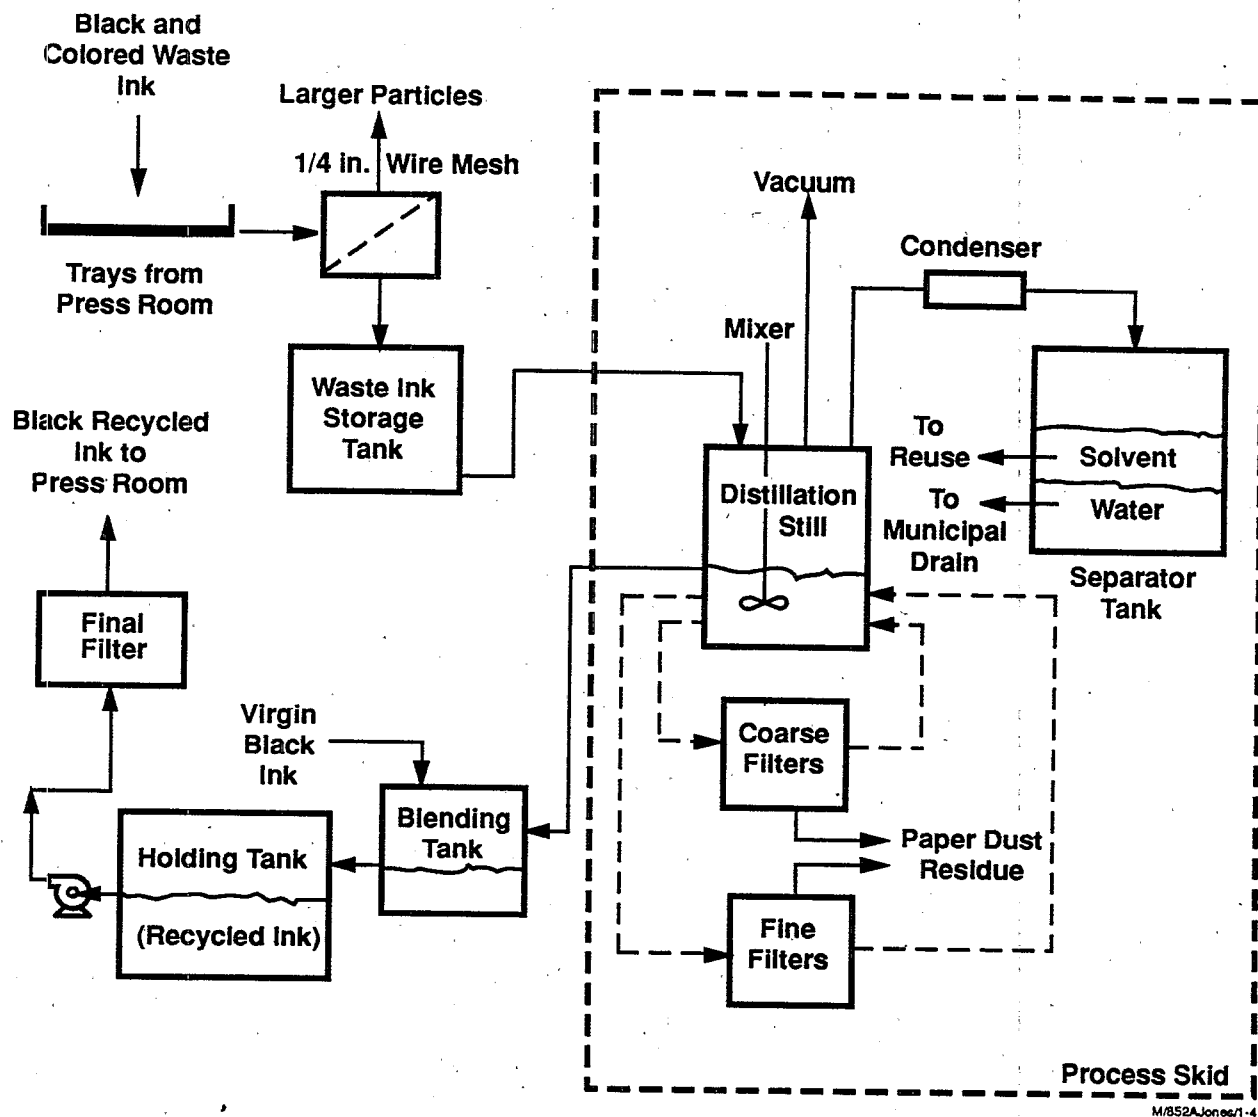 Black and
Colored Waste
Ink
Larger Particles
1/4 in. Wire Mesh
Trays from
Press Room
Waste Ink
Storage
Tank
Black Recycled
Ink to
Press Room
Final
Filter
Virgin
Black
Ink
Blending
Tank
Holding Tank
(Recycled Ink)
Vacuum
Condenser
Mixer
Distillation
Still
To
Reuse
Solvent
To
Municipal
Drain
Water
Separator
Tank
Coarse
Filters
Paper Dust
Residue
Fine
Filters
Process Skid
M/852AJones/1-4